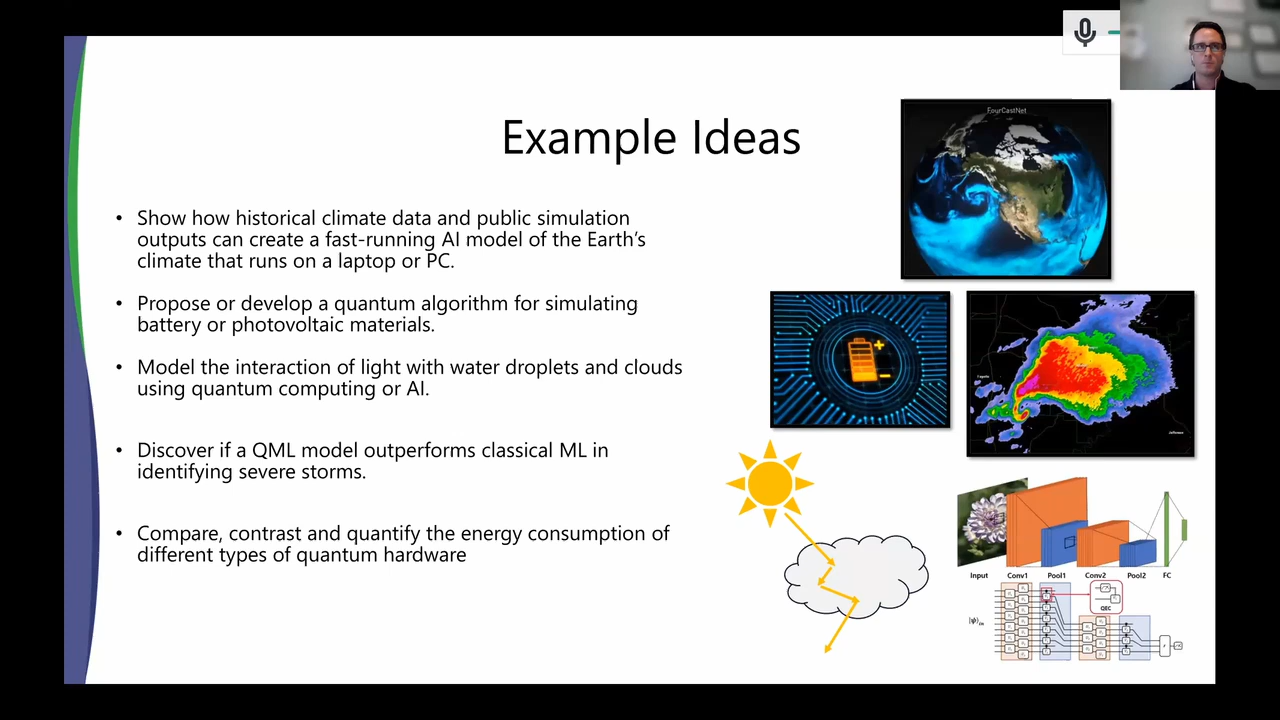 Example Ideas
• Show how historical climate data and public simulation
outputs can create a fast-running AI model of the Earth’s
climate that runs on a laptop or PC.
• Propose or develop a quantum algorithm for simulating
battery or photovoltaic materials.
• Model the interaction of light with water droplets and clouds
using quantum computing or AI.
• Discover if a QML model outperforms classical ML in
identifying severe storms.
• Compare, contrast and quantify the energy consumption of
different types of quantum hardware
FourCastNet
Input Conv1 Pool1 Conv2 Pool2 FC
QEC
|ψ⟩in